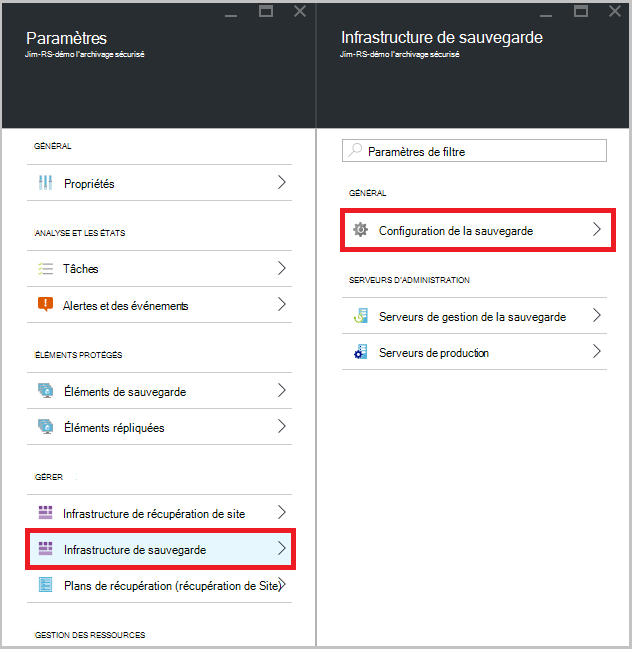 Paramètres
Jim-RS-démo l'archivage sécurisé
GÉNÉRAL
Propriétés
ANALYSE ET LES ÉTATS
Tâches
Alertes et des événements
ÉLÉMENTS PROTÉGÉS
Éléments de sauvegarde
Éléments répliquées
GÉRER
Infrastructure de récupération de site
Infrastructure de sauvegarde
Plans de récupération (récupération de Site)
GESTION DES RESSOURCES
Infrastructure de sauvegarde
Jim-RS-démo l'archivage sécurisé
Paramètres de filtre
GÉNÉRAL
Configuration de la sauvegarde
SERVEURS D'ADMINISTRATION
Serveurs de gestion de la sauvegarde
Serveurs de production